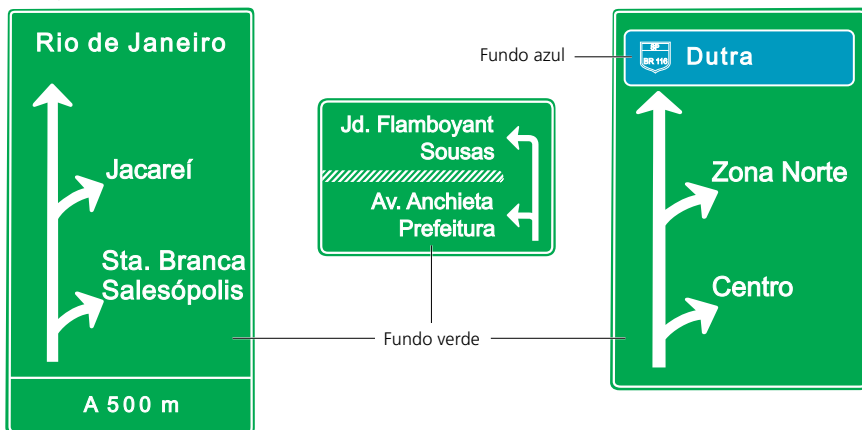 Rio de Janeiro
Jacareí
Sta. Branca
Salesópolis
A 500 m
Jd. Flamboyant
Sousas
Av. Anchieta
Prefeitura
Fundo verde
Fundo azul
SP
BR 116
Dutra
Zona Norte
Centro